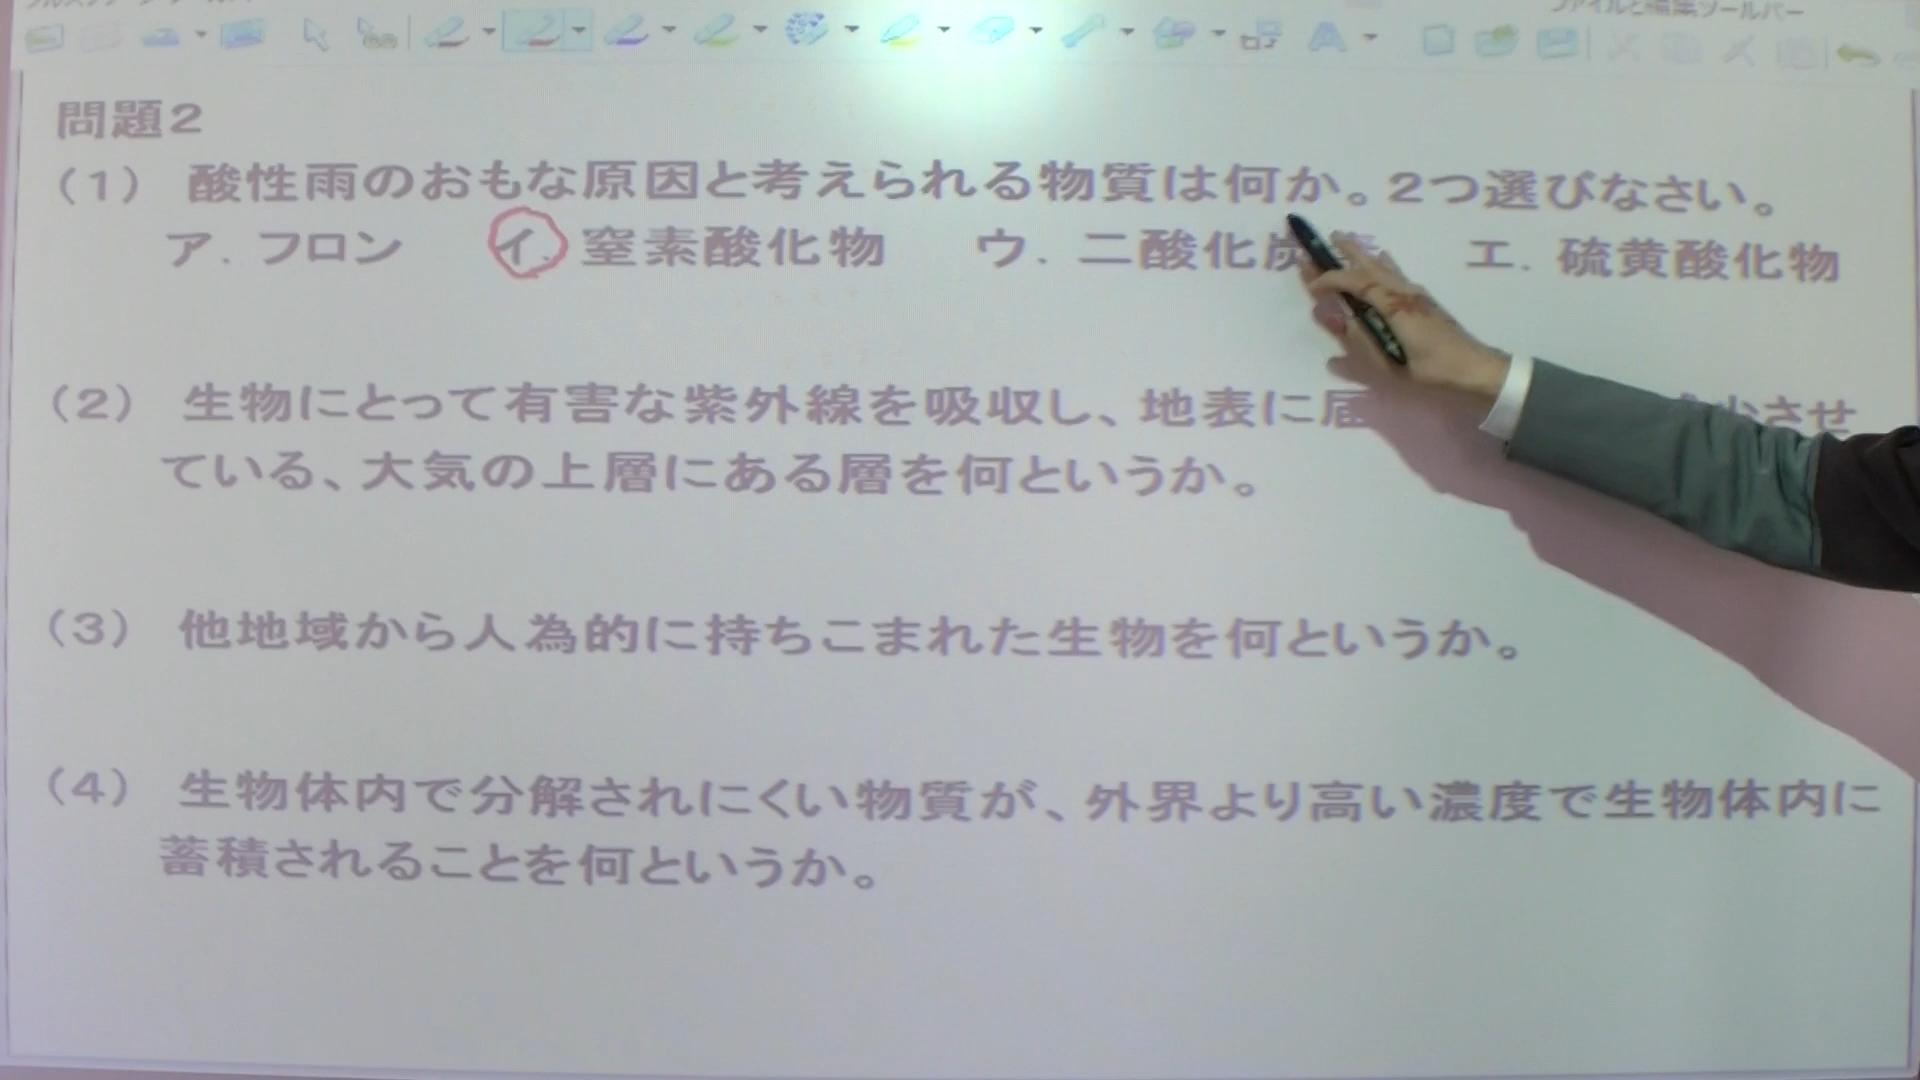 ファイルと編集ツールバー
問題2
(1) 酸性雨のおもな原因と考えられる物質は何か。2つ選びなさい。
ア. フロン イ. 窒素酸化物 ウ. 二酸化炭 エ. 硫黄酸化物
(2) 生物にとって有害な紫外線を吸収し、地表に届 少させ
ている、大気の上層にある層を何というか。
(3) 他地域から人為的に持ちこまれた生物を何というか。
(4) 生物体内で分解されにくい物質が、外界より高い濃度で生物体内に
蓄積されることを何というか。